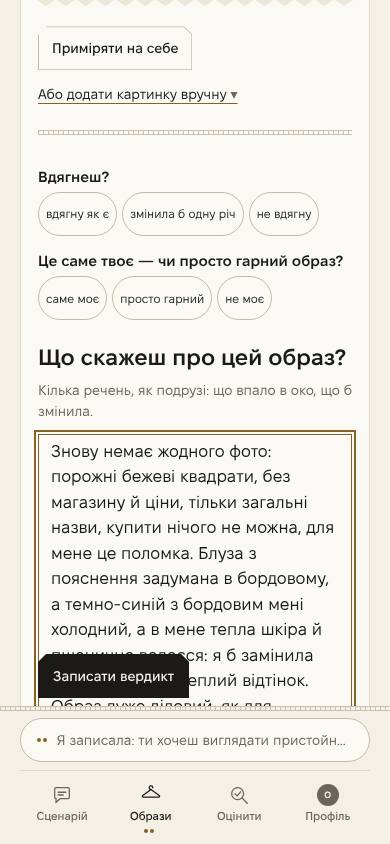 Приміряти на себе
Або додати картинку вручну ▾
Вдягнеш?
вдягну як є
змінила б одну річ
не вдягну
Це саме твоє — чи просто гарний образ?
саме моє
просто гарний
не моє
Що скажеш про цей образ?
Кілька речень, як подрузі: що впало в око, що б
змінила.
Знову немає жодного фото:
порожні бежеві квадрати, без
магазину й ціни, тільки загальні
назви, купити нічого не можна, для
мене це поломка. Блуза з
пояснення задумана в бордовому,
а темно-синій з бордовим мені
холодний, а в мене тепла шкіра й
волосся: я б замінила
еплий відтінок.
Записати вердикт
Образ дуже діловий, як для
Я записала: ти хочеш виглядати пристойн...
Сценарій
Образи
Оцінити
О
Профіль